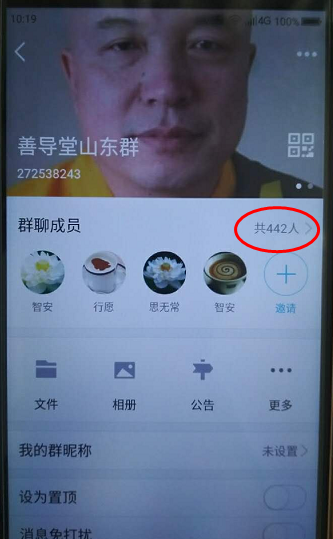 10:19
4G 100%
善导堂山东群
272538243
群聊成员
共442人
智安 行愿 思无常 智安 邀请
文件 相册 公告 更多
我的群昵称
未设置
设为置顶
消息免打扰